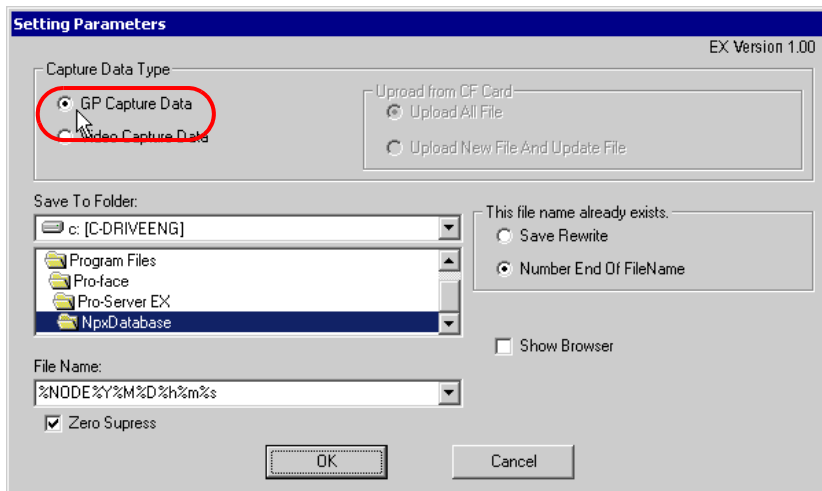 Setting Parameters
EX Version 1.00
Capture Data Type
GP Capture Data
Video Capture Data
Uproad from CF Card
Upload All File
Upload New File And Update File
Save To Folder:
c: [C-DRIVEENG]
Program Files
Pro-face
Pro-Server EX
NpxDatabase
This file name already exists.
Save Rewrite
Number End Of FileName
Show Browser
File Name:
%NODE%Y%M%D%h%m%s
Zero Supress
OK
Cancel